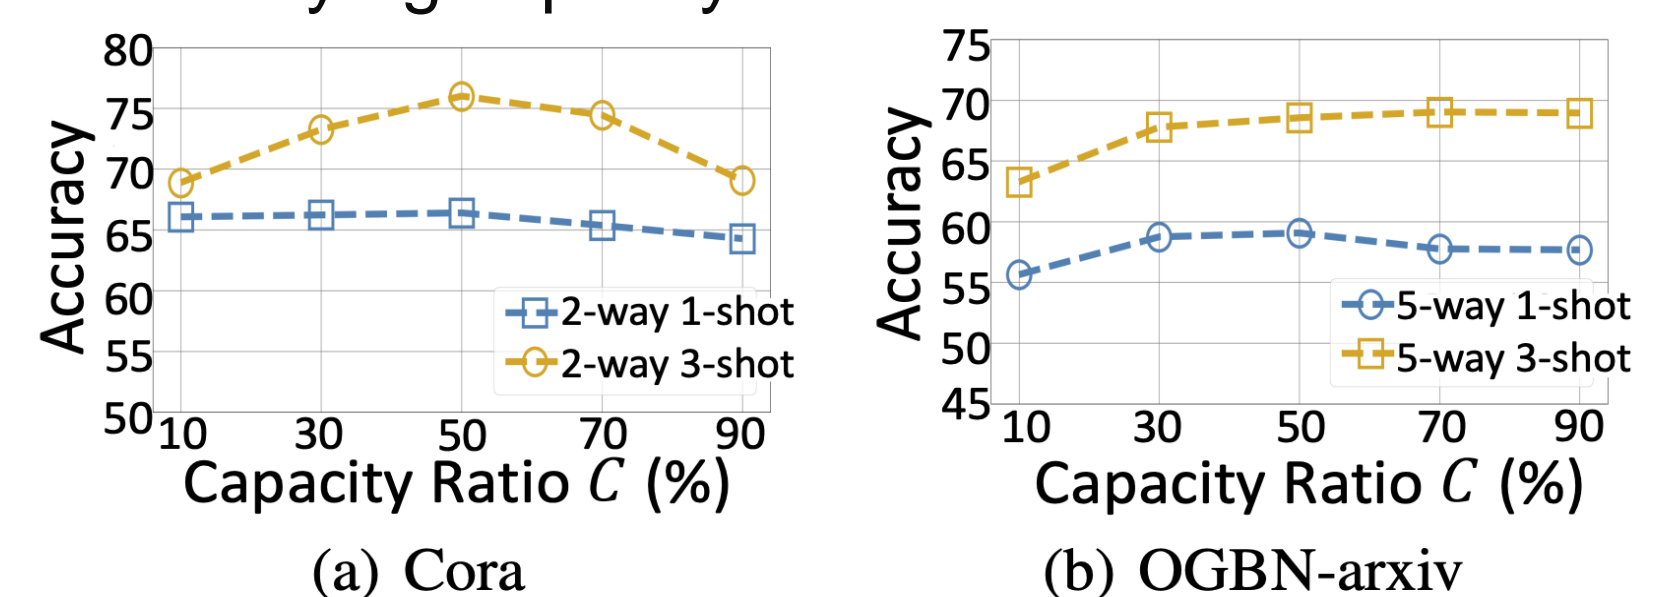 80
75
70
65
60
55
50
Accuracy
2-way 1-shot
2-way 3-shot
10 30 50 70 90
Capacity Ratio C (%)
(a) Cora
75
70
65
60
55
50
45
Accuracy
5-way 1-shot
5-way 3-shot
10 30 50 70 90
Capacity Ratio C (%)
(b) OGBN-arxiv